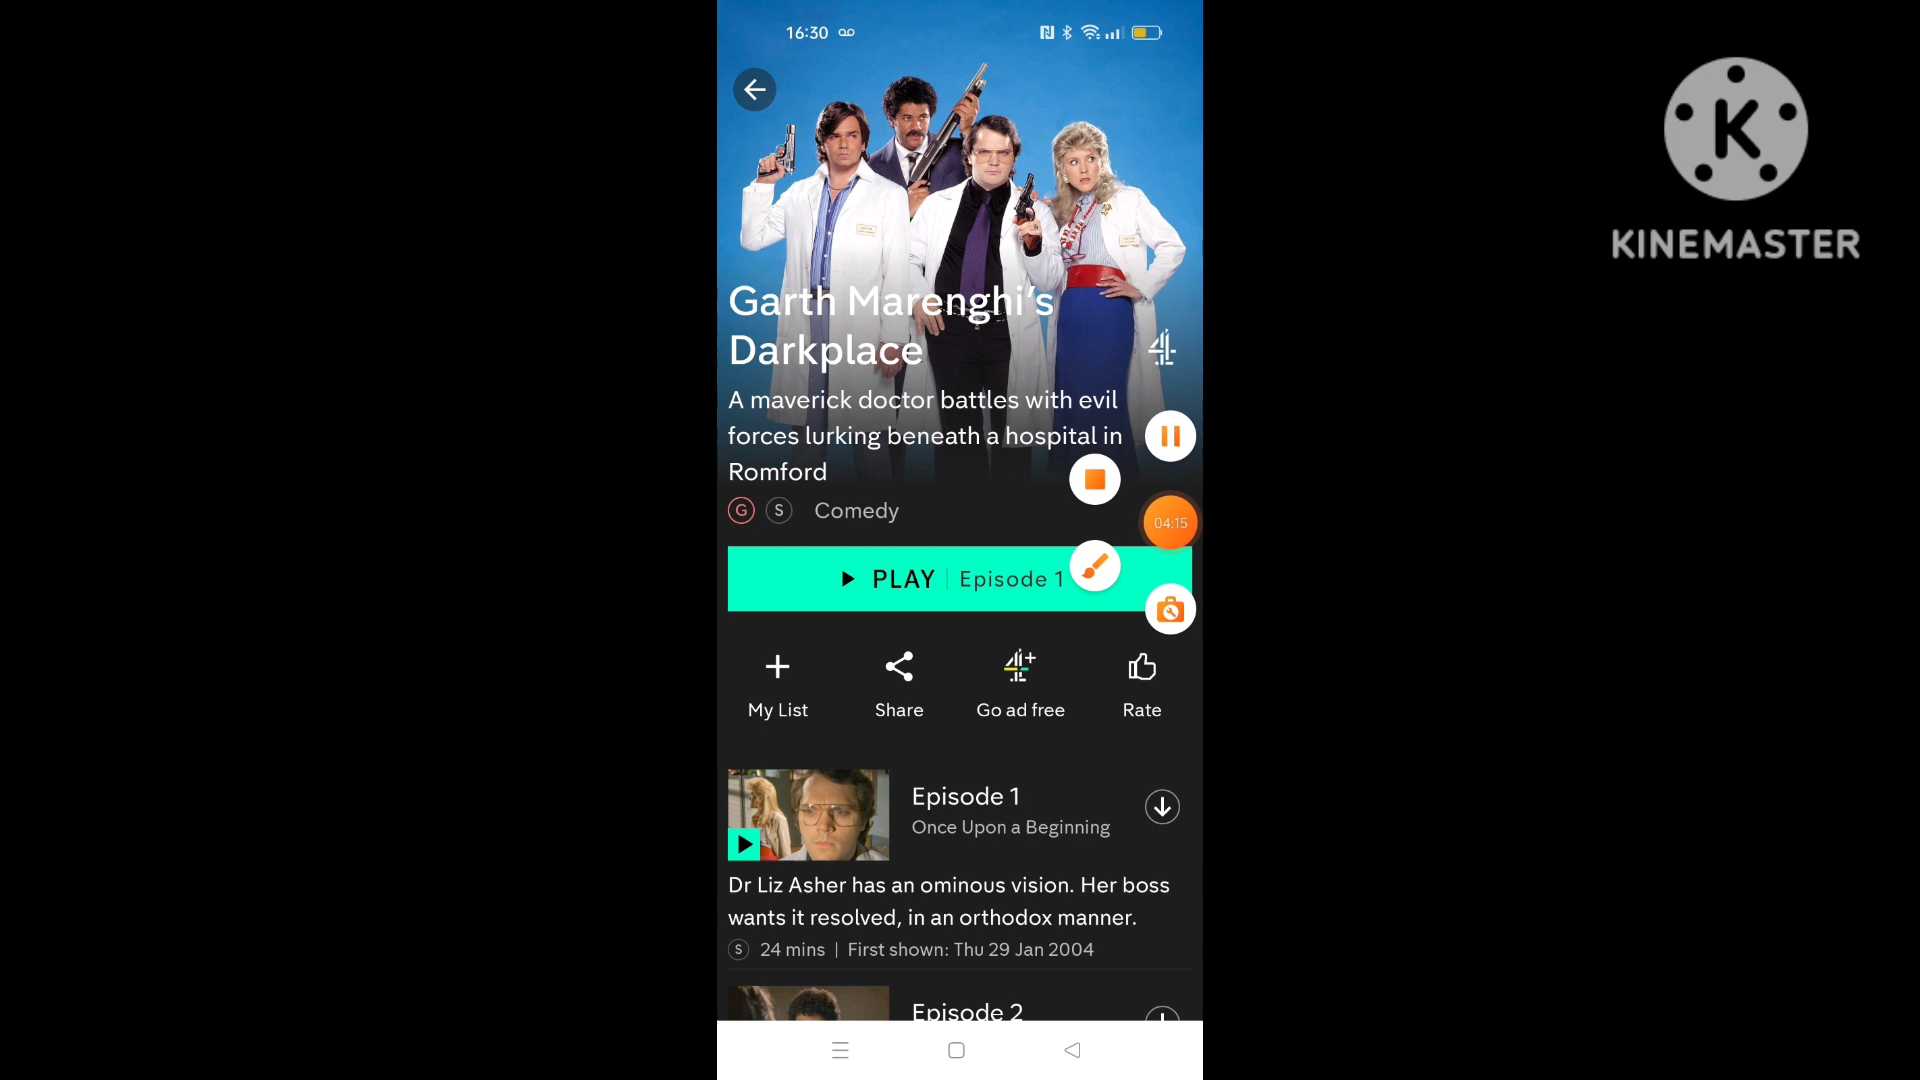 16:30
K
KINEMASTER
Garth Marenghi's
Darkplace
A maverick doctor battles with evil
forces lurking beneath a hospital in
Romford
G S Comedy
04:15
PLAY | Episode 1
My List
Share
Go ad free
Rate
Episode 1
Once Upon a Beginning
Dr Liz Asher has an ominous vision. Her boss
wants it resolved, in an orthodox manner.
S 24 mins | First shown: Thu 29 Jan 2004
Episode 2